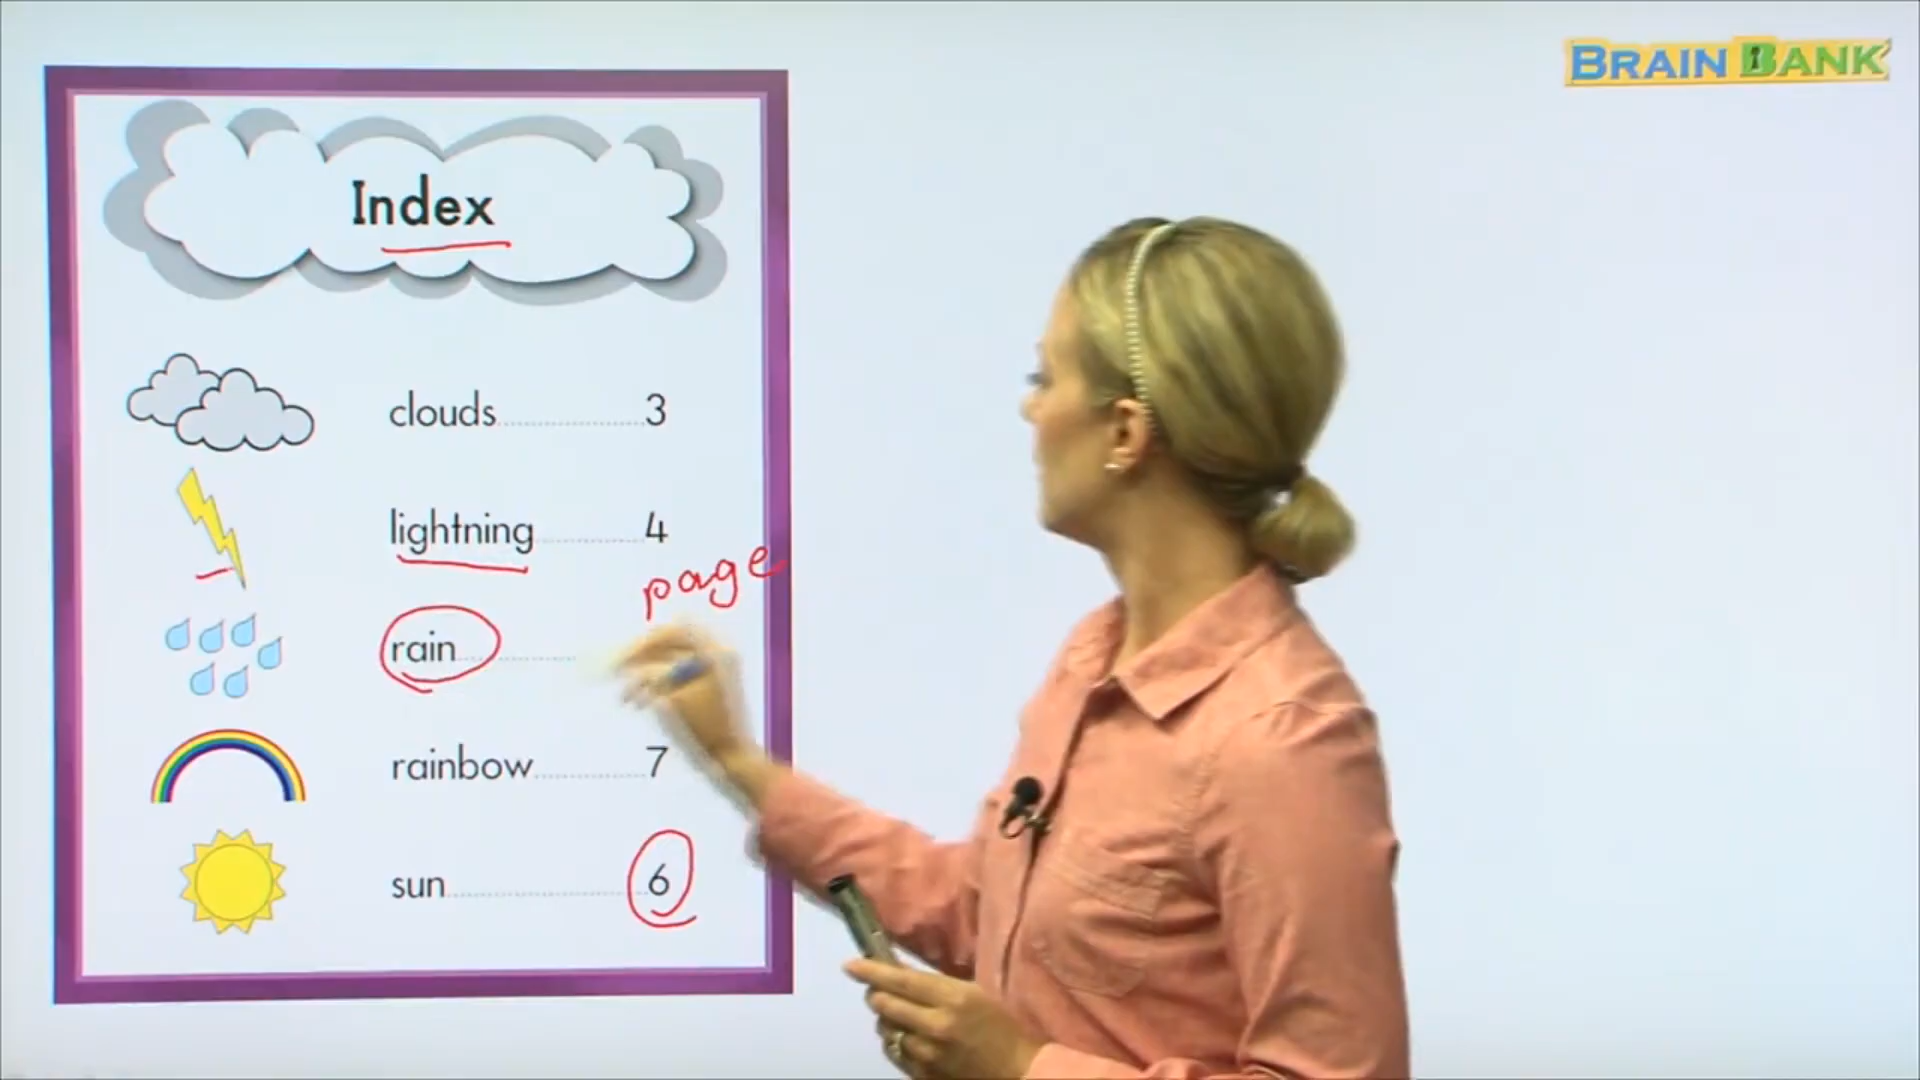 BRAIN BANK
Index
clouds..................3
lightning..............4
page
rain
rainbow..............7
sun.........................6